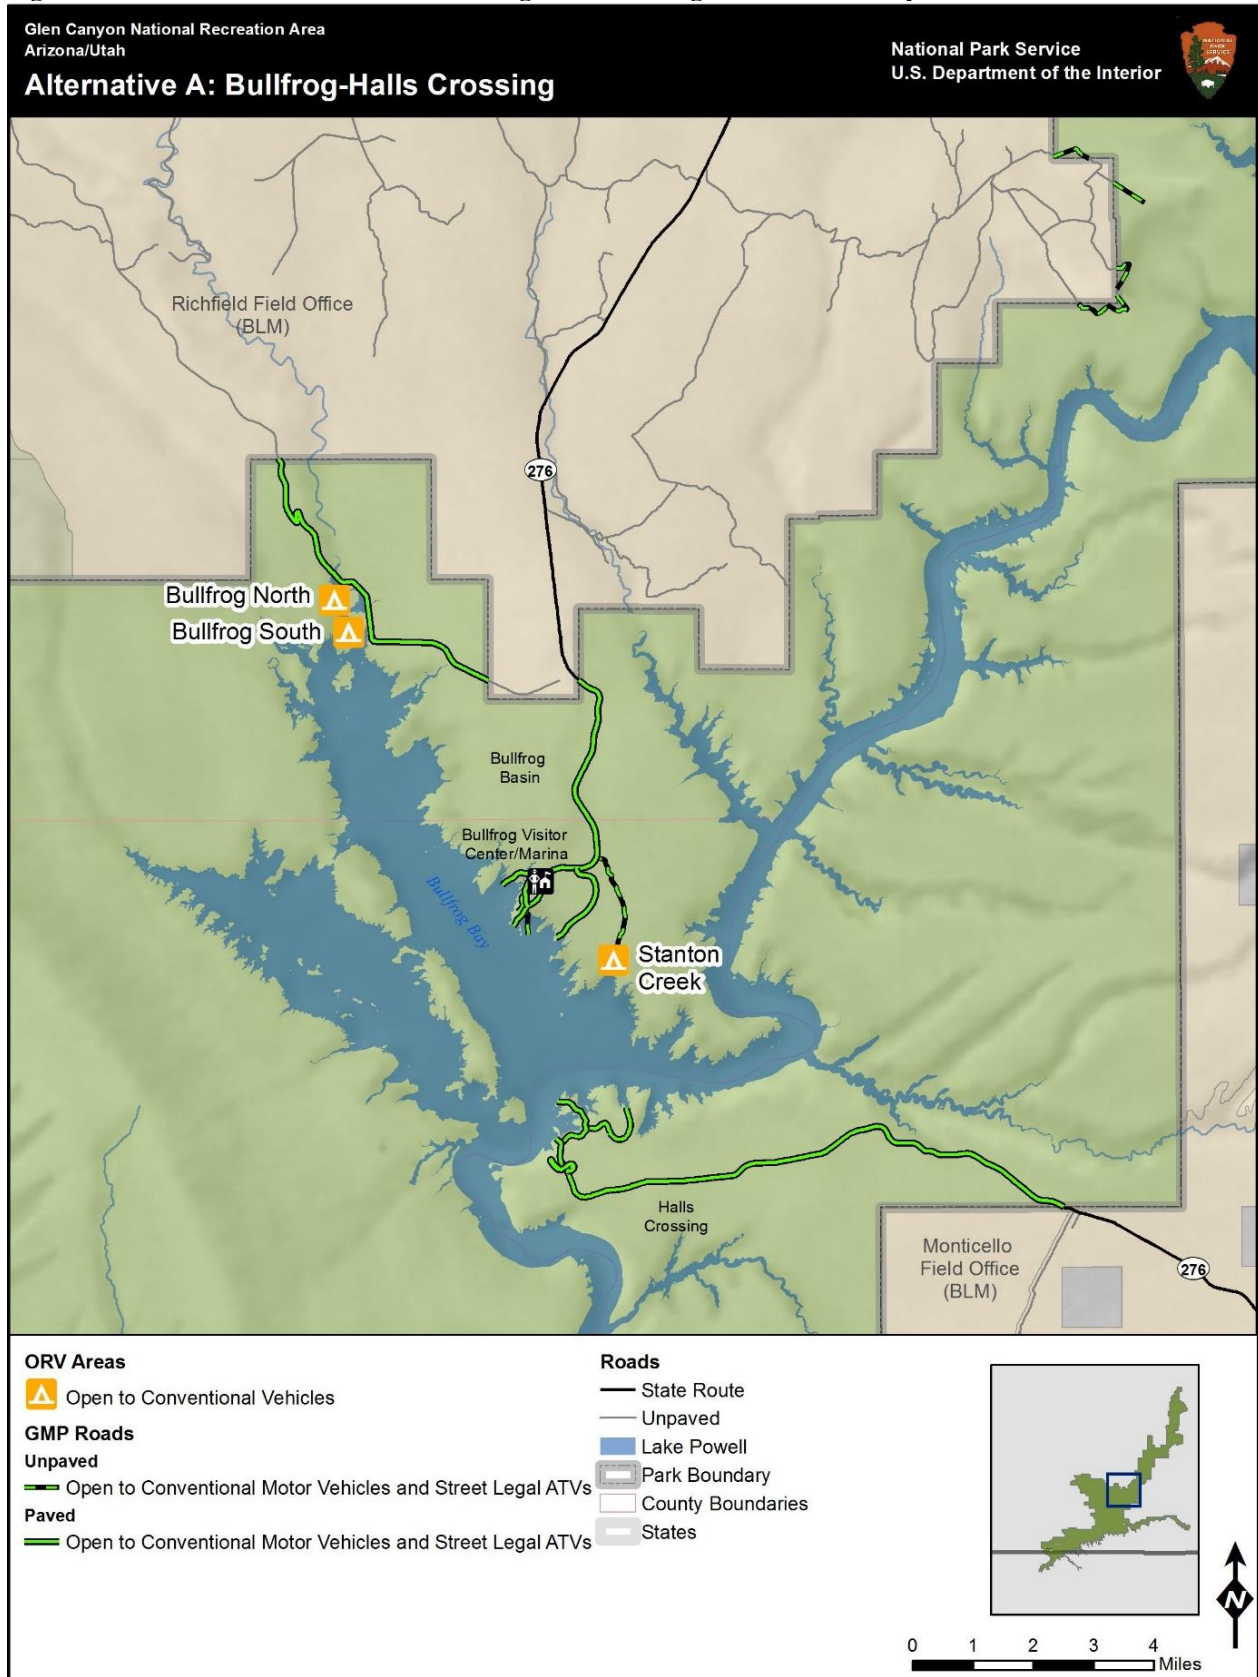 Glen Canyon National Recreation Area
Arizona/Utah
Alternative A: Bullfrog-Halls Crossing
National Park Service
U.S. Department of the Interior
NATIONAL
PARK
SERVICE
Richfield Field Office
(BLM)
276
Bullfrog North
Bullfrog South
Bullfrog
Basin
Bullfrog Visitor
Center/Marina
Bullfrog Bay
Stanton
Creek
Halls
Crossing
Monticello
Field Office
(BLM)
276
ORV Areas
Open to Conventional Vehicles
GMP Roads
Unpaved
Open to Conventional Motor Vehicles and Street Legal ATVs
Paved
Open to Conventional Motor Vehicles and Street Legal ATVs
Roads
State Route
Unpaved
Lake Powell
Park Boundary
County Boundaries
States
N
0 1 2 3 4
Miles